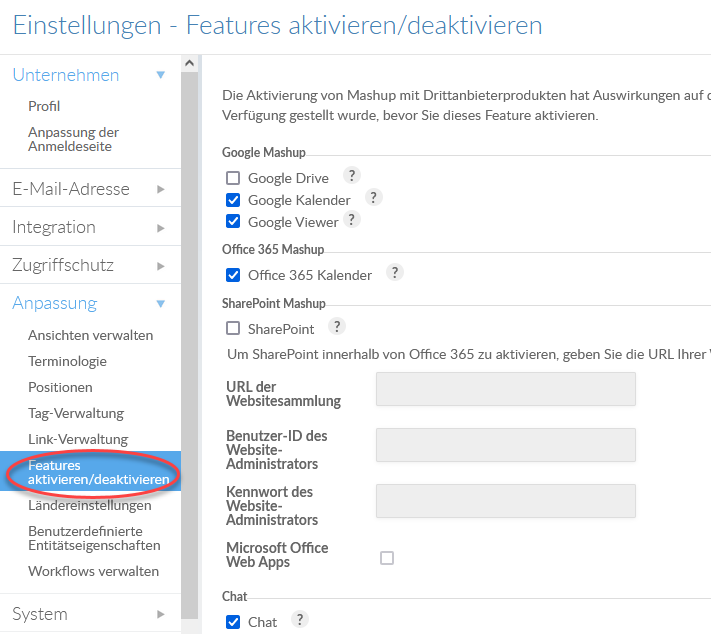 Einstellungen - Features aktivieren/deaktivieren
Unternehmen
Profil
Anpassung der
Anmeldeseite
E-Mail-Adresse
Integration
Zugriffschutz
Anpassung
Ansichten verwalten
Terminologie
Positionen
Tag-Verwaltung
Link-Verwaltung
Features
aktivieren/deaktivieren
Ländereinstellungen
Benutzerdefinierte
Entitätseigenschaften
Workflows verwalten
System
Die Aktivierung von Mashup mit Drittanbieterprodukten hat Auswirkungen auf
Verfügung gestellt wurde, bevor Sie dieses Feature aktivieren.
Google Mashup
Google Drive ?
Google Kalender ?
Google Viewer ?
Office 365 Mashup
Office 365 Kalender ?
SharePoint Mashup
SharePoint ?
Um SharePoint innerhalb von Office 365 zu aktivieren, geben Sie die URL Ihrer
URL der
Websitesammlung
Benutzer-ID des
Website-
Administrators
Kennwort des
Website-
Administrators
Microsoft Office
Web Apps
Chat
Chat ?